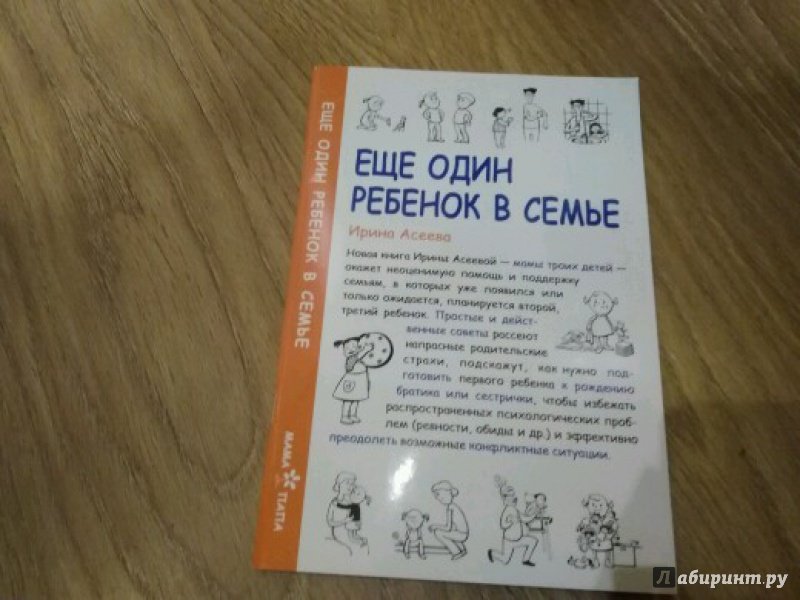 ЕЩЕ ОДИН РЕБЕНОК В СЕМЬЕ
МАМА
ПАПА
ЕЩЕ ОДИН
РЕБЕНОК В СЕМЬЕ
Ирина Асеева
Новая книга Ирины Асеевой — мамы троих детей —
окажет неоценимую помощь и поддержку
семьям, в которых уже появился или
только ожидается, планируется второй,
третий ребенок. Простые и дейст-
венные советы рассеют
напрасные родительские
страхи, подскажут, как нужно под-
готовить первого ребенка к рождению
братика или сестрички, чтобы избежать
распространенных психологических проб-
лем (ревности, обиды и др.) и эффективно
преодолеть возможные конфликтные ситуации.
Лабиринт.ру